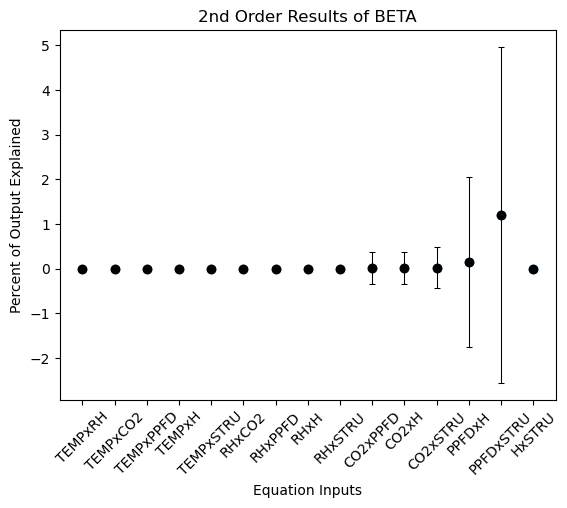 2nd Order Results of BETA
Percent of Output Explained
5
4
3
2
1
0
−1
−2
TEMPxRH
TEMPxCO2
TEMPxPPFD
TEMPxH
TEMPxSTRU
RHxCO2
RHxPPFD
RHxH
RHxSTRU
CO2xPPFD
CO2xH
CO2xSTRU
PPFDxH
PPFDxSTRU
HxSTRU
Equation Inputs